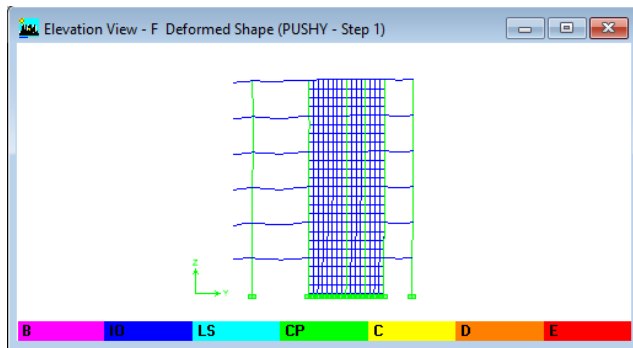 Elevation View - F Deformed Shape (PUSHY - Step 1)
Z
Y
B IO LS CP C D E